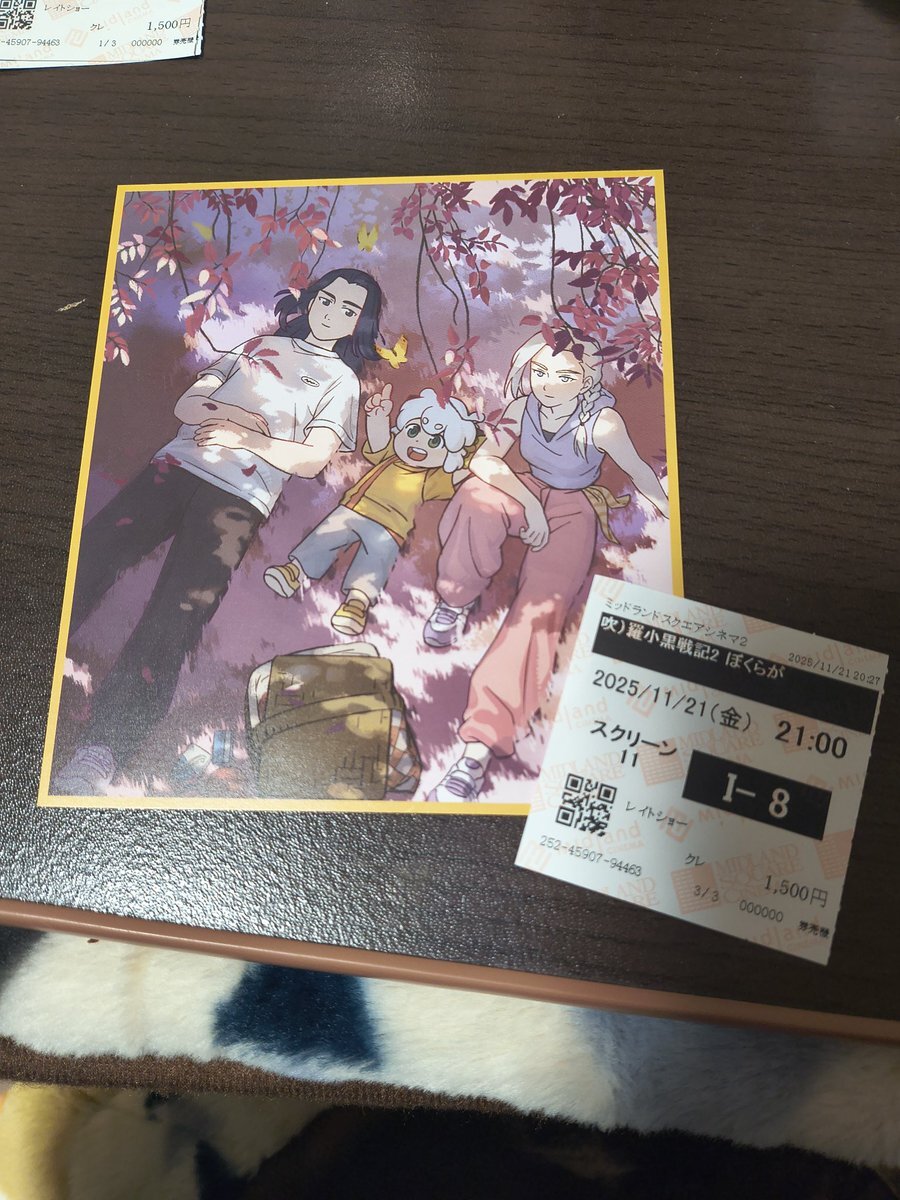 レイトショー
クレ 1,500円
-45907-94463 1/3 000000 券売機
ミッドランドスクエアシネマ2
2025/11/21 20:27
吹)羅小黒戦記2 ぼくらが
2025/11/21(金) 21:00
スクリーン
11
I- 8
レイトショー
252-45907-94463
クレ 1,500円
3/3 000000 券売機